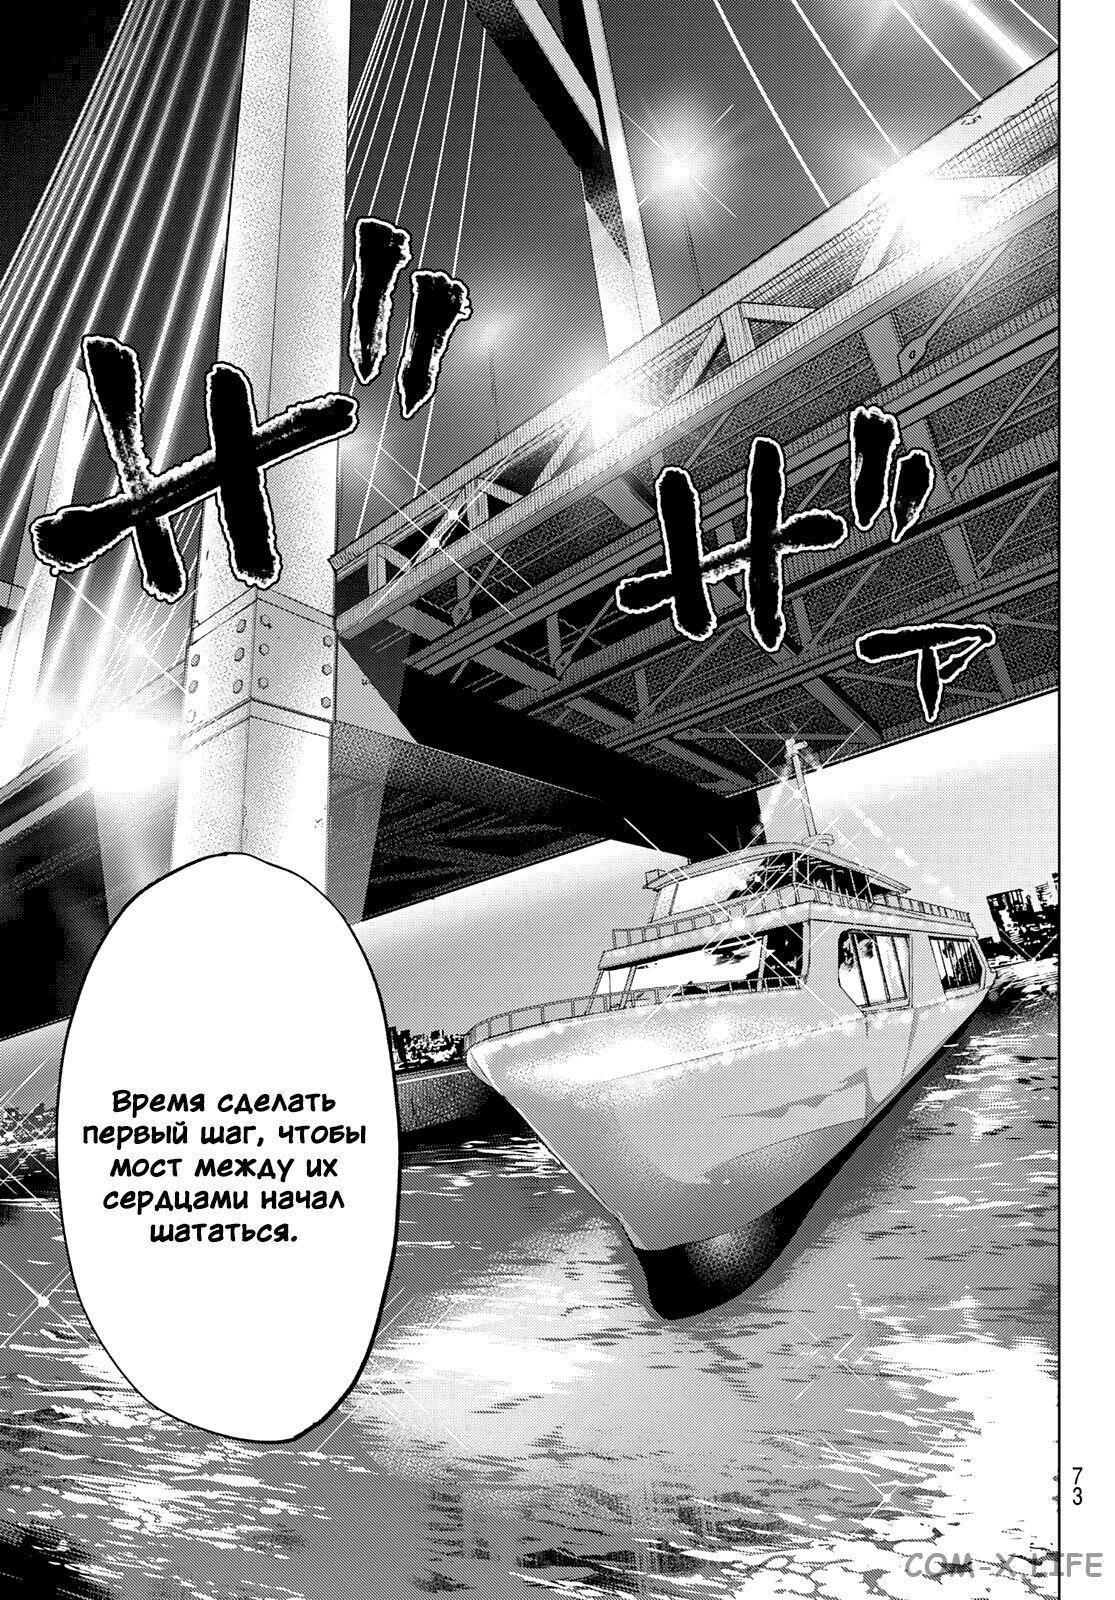 ザザァ
Время сделать
первый шаг, чтобы
мост между их
сердцами начал
шататься.
73
COM-X LIFE